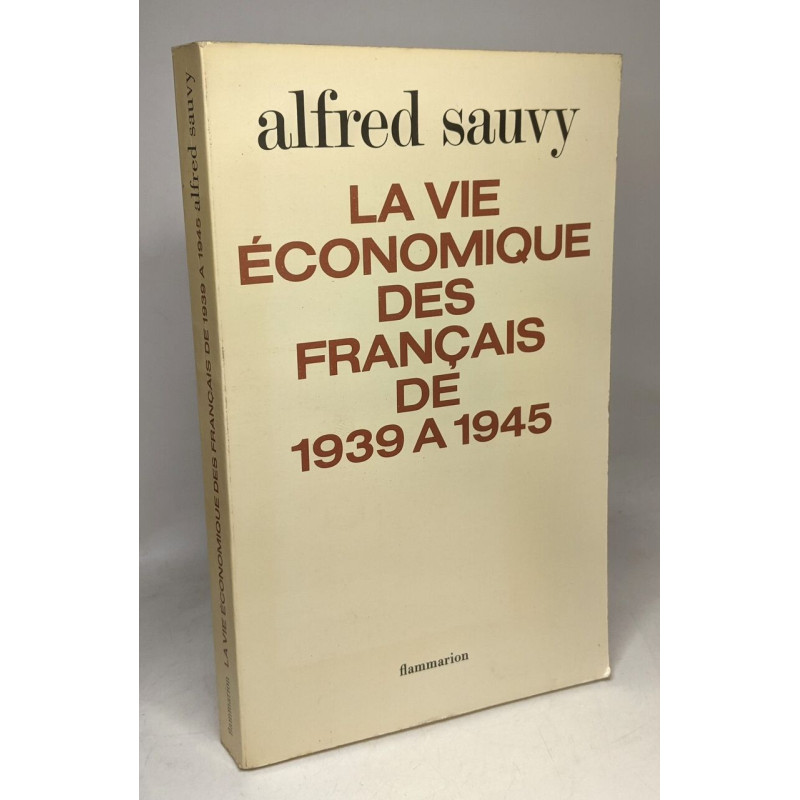 alfred sauvy
LA VIE
ÉCONOMIQUE
DES
FRANÇAIS
DE
1939 A 1945
flammarion
flammarion LA VIE ÉCONOMIQUE DES FRANÇAIS DE 1939 A 1945 alfred sauvy